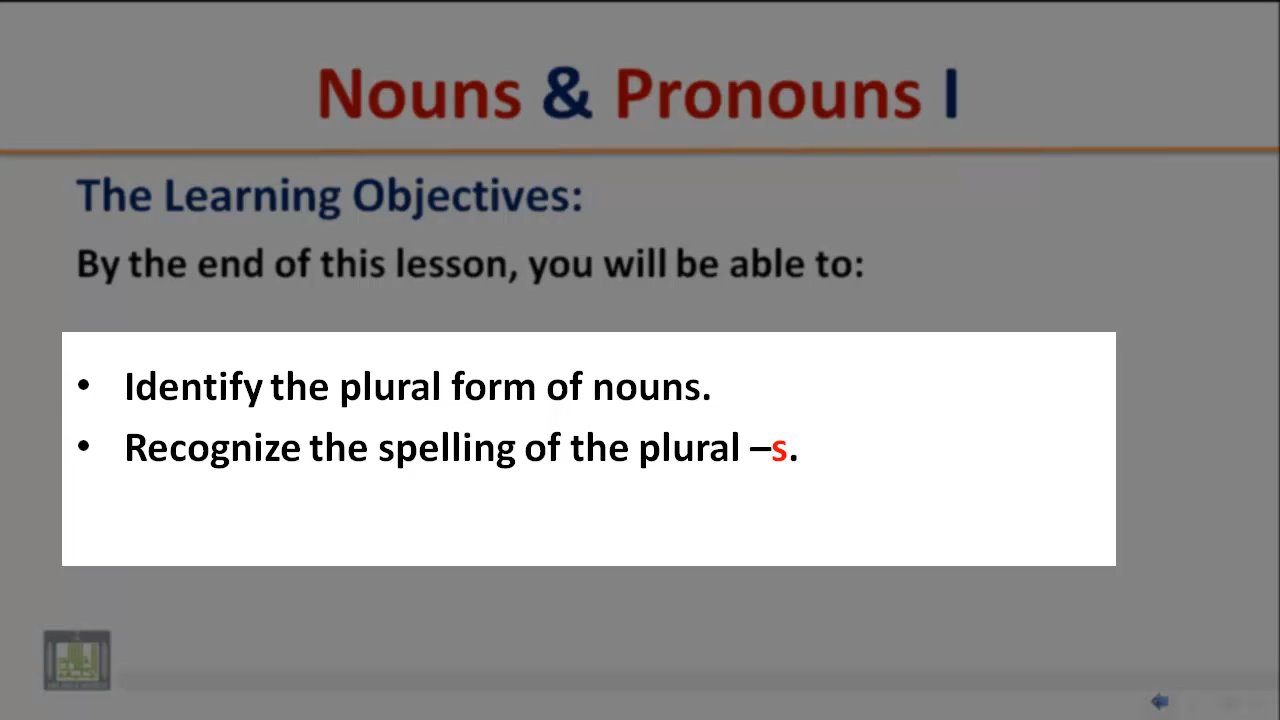 Nouns & Pronouns I
The Learning Objectives:
By the end of this lesson, you will be able to:
• Identify the plural form of nouns.
• Recognize the spelling of the plural –s.